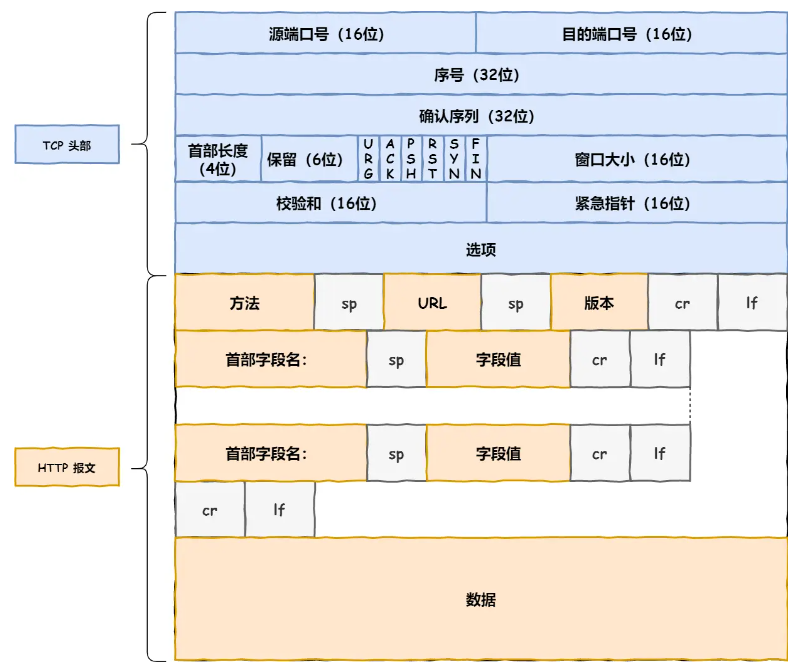 源端口号（16位）
目的端口号（16位）
序号（32位）
确认序列（32位）
TCP 头部
首部长度
（4位）
保留（6位）
URG
ACK
PSH
RST
SYN
FIN
窗口大小（16位）
校验和（16位）
紧急指针（16位）
选项
方法
sp
URL
sp
版本
cr
lf
首部字段名：
sp
字段值
cr
lf
首部字段名：
sp
字段值
cr
lf
HTTP 报文
cr
lf
数据